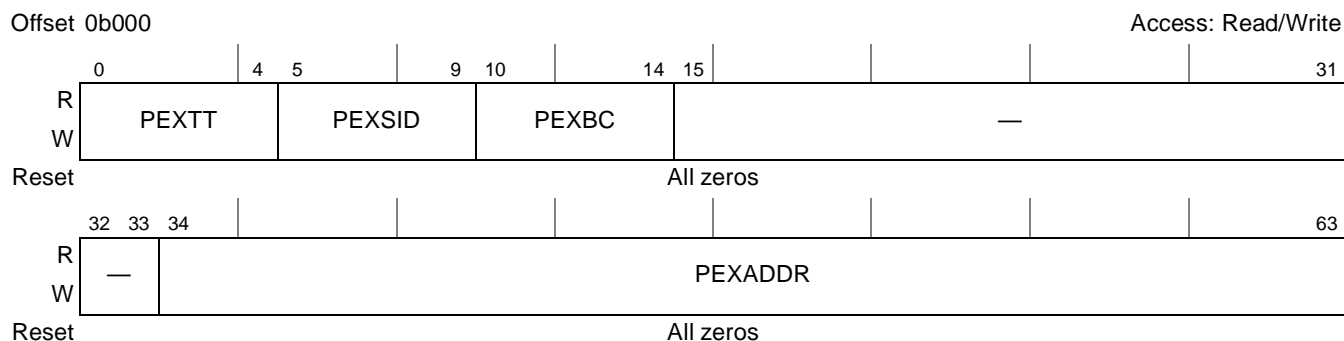 Offset 0b000 Access: Read/Write
0 4 5 9 10 14 15 31
R
PEXTT PEXSID PEXBC —
W
Reset All zeros
32 33 34 63
R
— PEXADDR
W
Reset All zeros